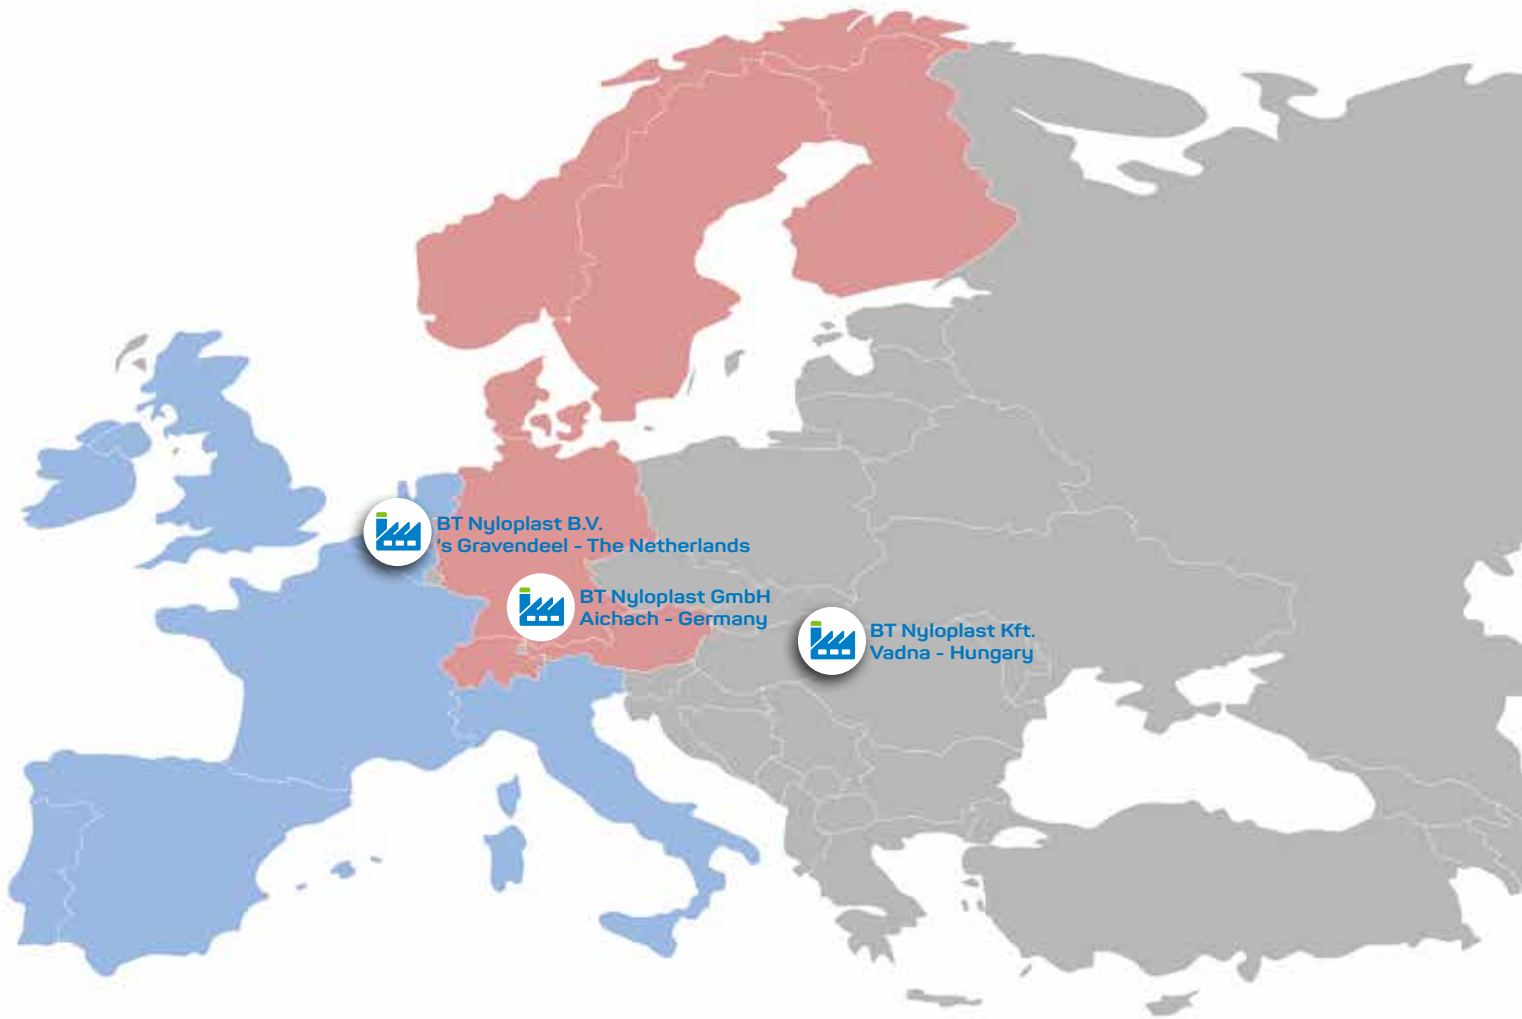 BT Nyloplast B.V.
's Gravendeel - The Netherlands
BT Nyloplast GmbH
Aichach - Germany
BT Nyloplast Kft.
Vadna - Hungary